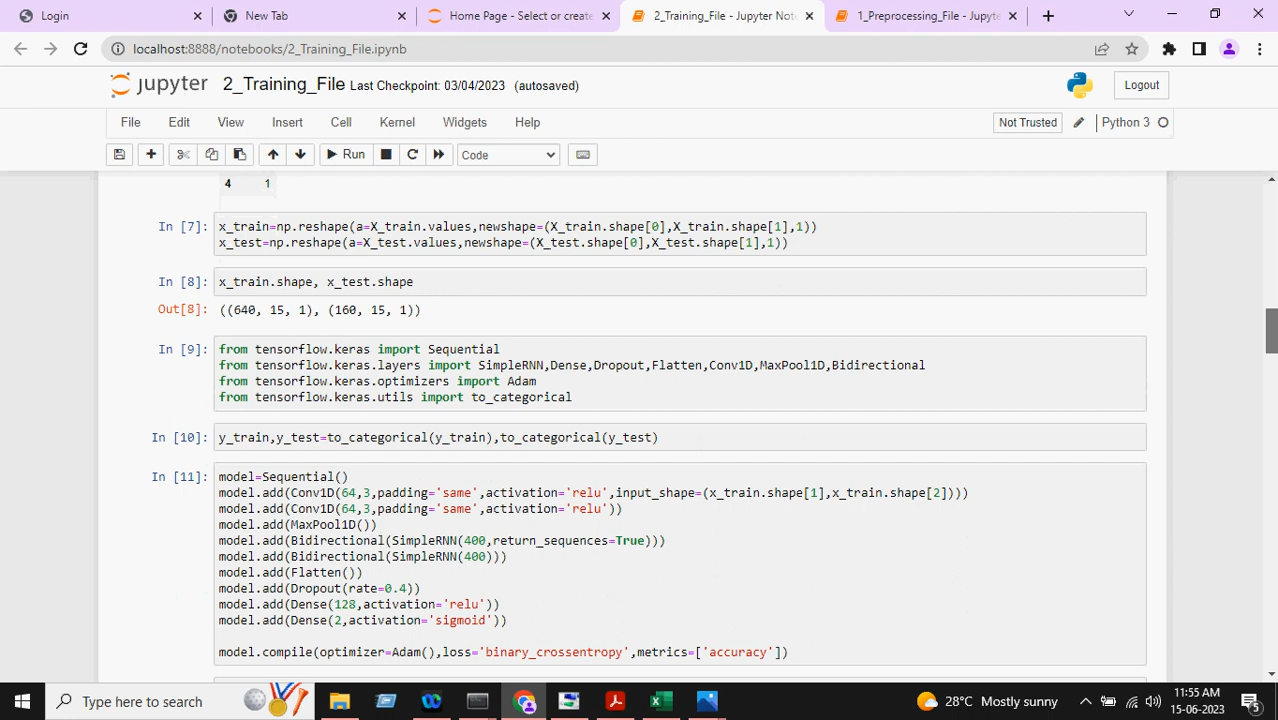 Login
New Tab
Home Page - Select or create
2_Training_File - Jupyter Not
1_Preprocessing_File - Jupyte
localhost:8888/notebooks/2_Training_File.ipynb
jupyter 2_Training_File Last Checkpoint: 03/04/2023 (autosaved)
Logout
File Edit View Insert Cell Kernel Widgets Help
Not Trusted Python 3
Run Code
4 1
In [7]: x_train=np.reshape(a=X_train.values,newshape=(X_train.shape[0],X_train.shape[1],1))
x_test=np.reshape(a=X_test.values,newshape=(X_test.shape[0],X_test.shape[1],1))
In [8]: x_train.shape, x_test.shape
Out[8]: ((640, 15, 1), (160, 15, 1))
In [9]: from tensorflow.keras import Sequential
from tensorflow.keras.layers import SimpleRNN,Dense,Dropout,Flatten,Conv1D,MaxPool1D,Bidirectional
from tensorflow.keras.optimizers import Adam
from tensorflow.keras.utils import to_categorical
In [10]: y_train,y_test=to_categorical(y_train),to_categorical(y_test)
In [11]: model=Sequential()
model.add(Conv1D(64,3,padding='same',activation='relu',input_shape=(x_train.shape[1],x_train.shape[2])))
model.add(Conv1D(64,3,padding='same',activation='relu'))
model.add(MaxPool1D())
model.add(Bidirectional(SimpleRNN(400,return_sequences=True)))
model.add(Bidirectional(SimpleRNN(400)))
model.add(Flatten())
model.add(Dropout(rate=0.4))
model.add(Dense(128,activation='relu'))
model.add(Dense(2,activation='sigmoid'))
model.compile(optimizer=Adam(),loss='binary_crossentropy',metrics=['accuracy'])
Type here to search
28°C Mostly sunny
11:55 AM
15-06-2023
5